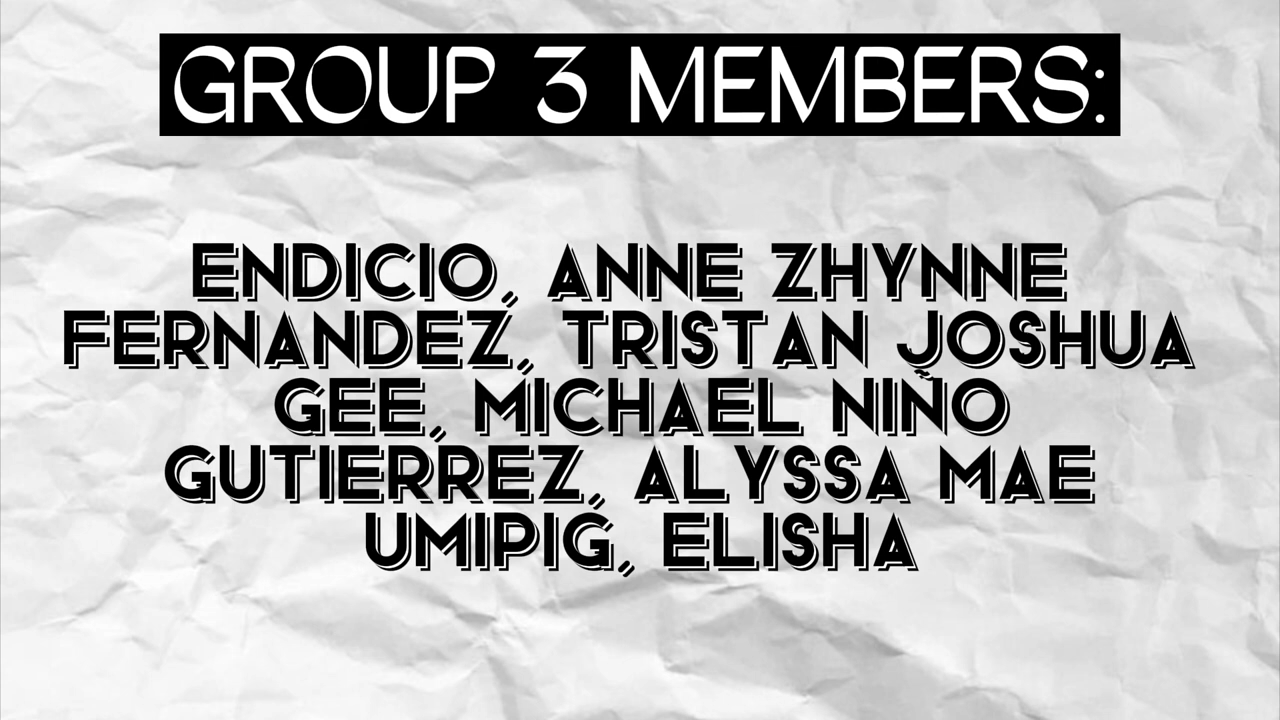 GROUP 3 MEMBERS:
ENDICIO, ANNE ZHYNNE
FERNANDEZ, TRISTAN JOSHUA
GEE, MICHAEL NIÑO
GUTIERREZ, ALYSSA MAE
UMIPIG, ELISHA